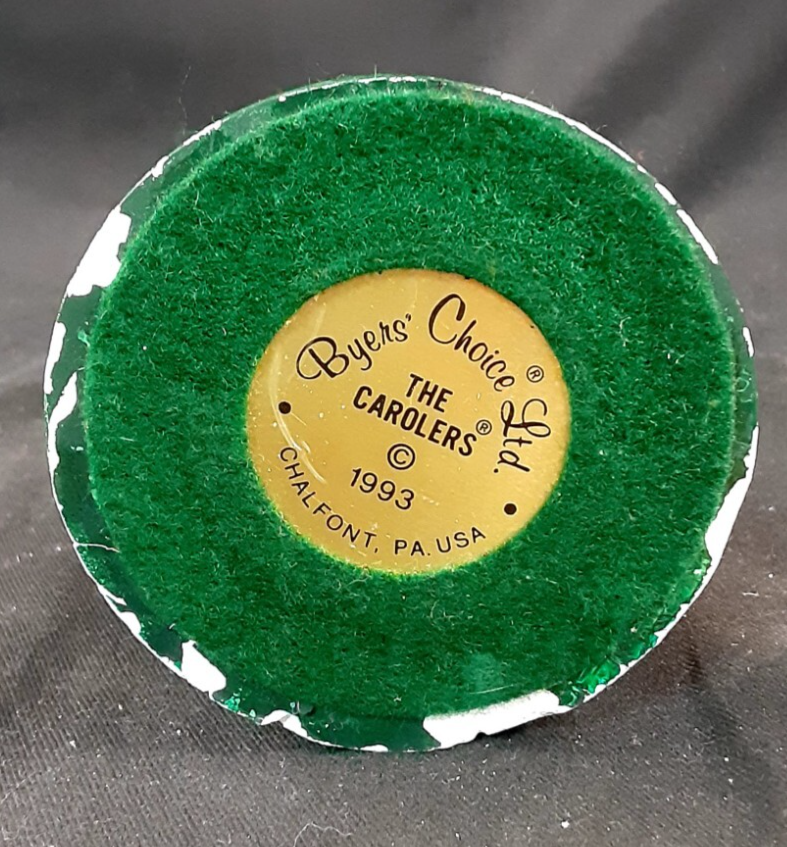 Byers' Choice® Ltd.
THE
CAROLERS®
©
1993
CHALFONT, PA. USA